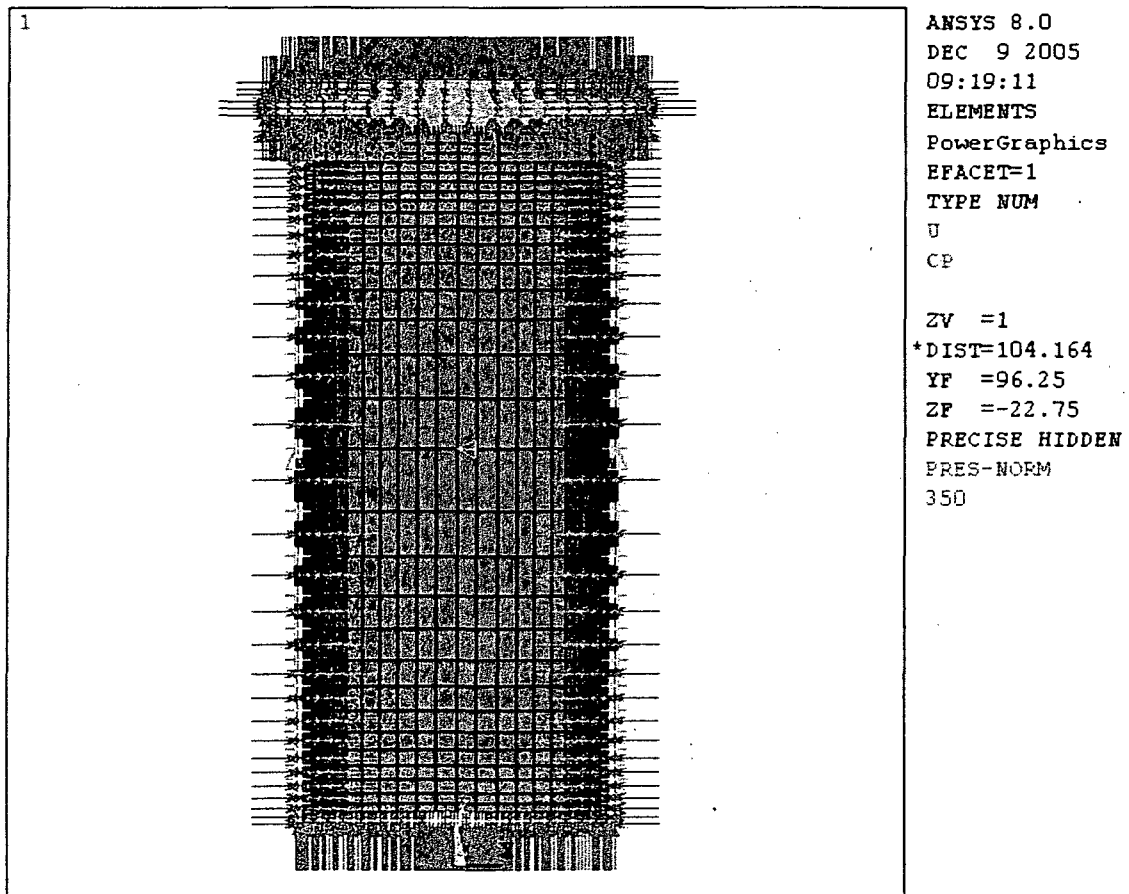 1
ANSYS 8.0
DEC 9 2005
09:19:11
ELEMENTS
PowerGraphics
EFACET=1
TYPE NUM
U
CP
ZV =1
*DIST=104.164
YF =96.25
ZF =-22.75
PRECISE HIDDEN
PRES-NORM
350